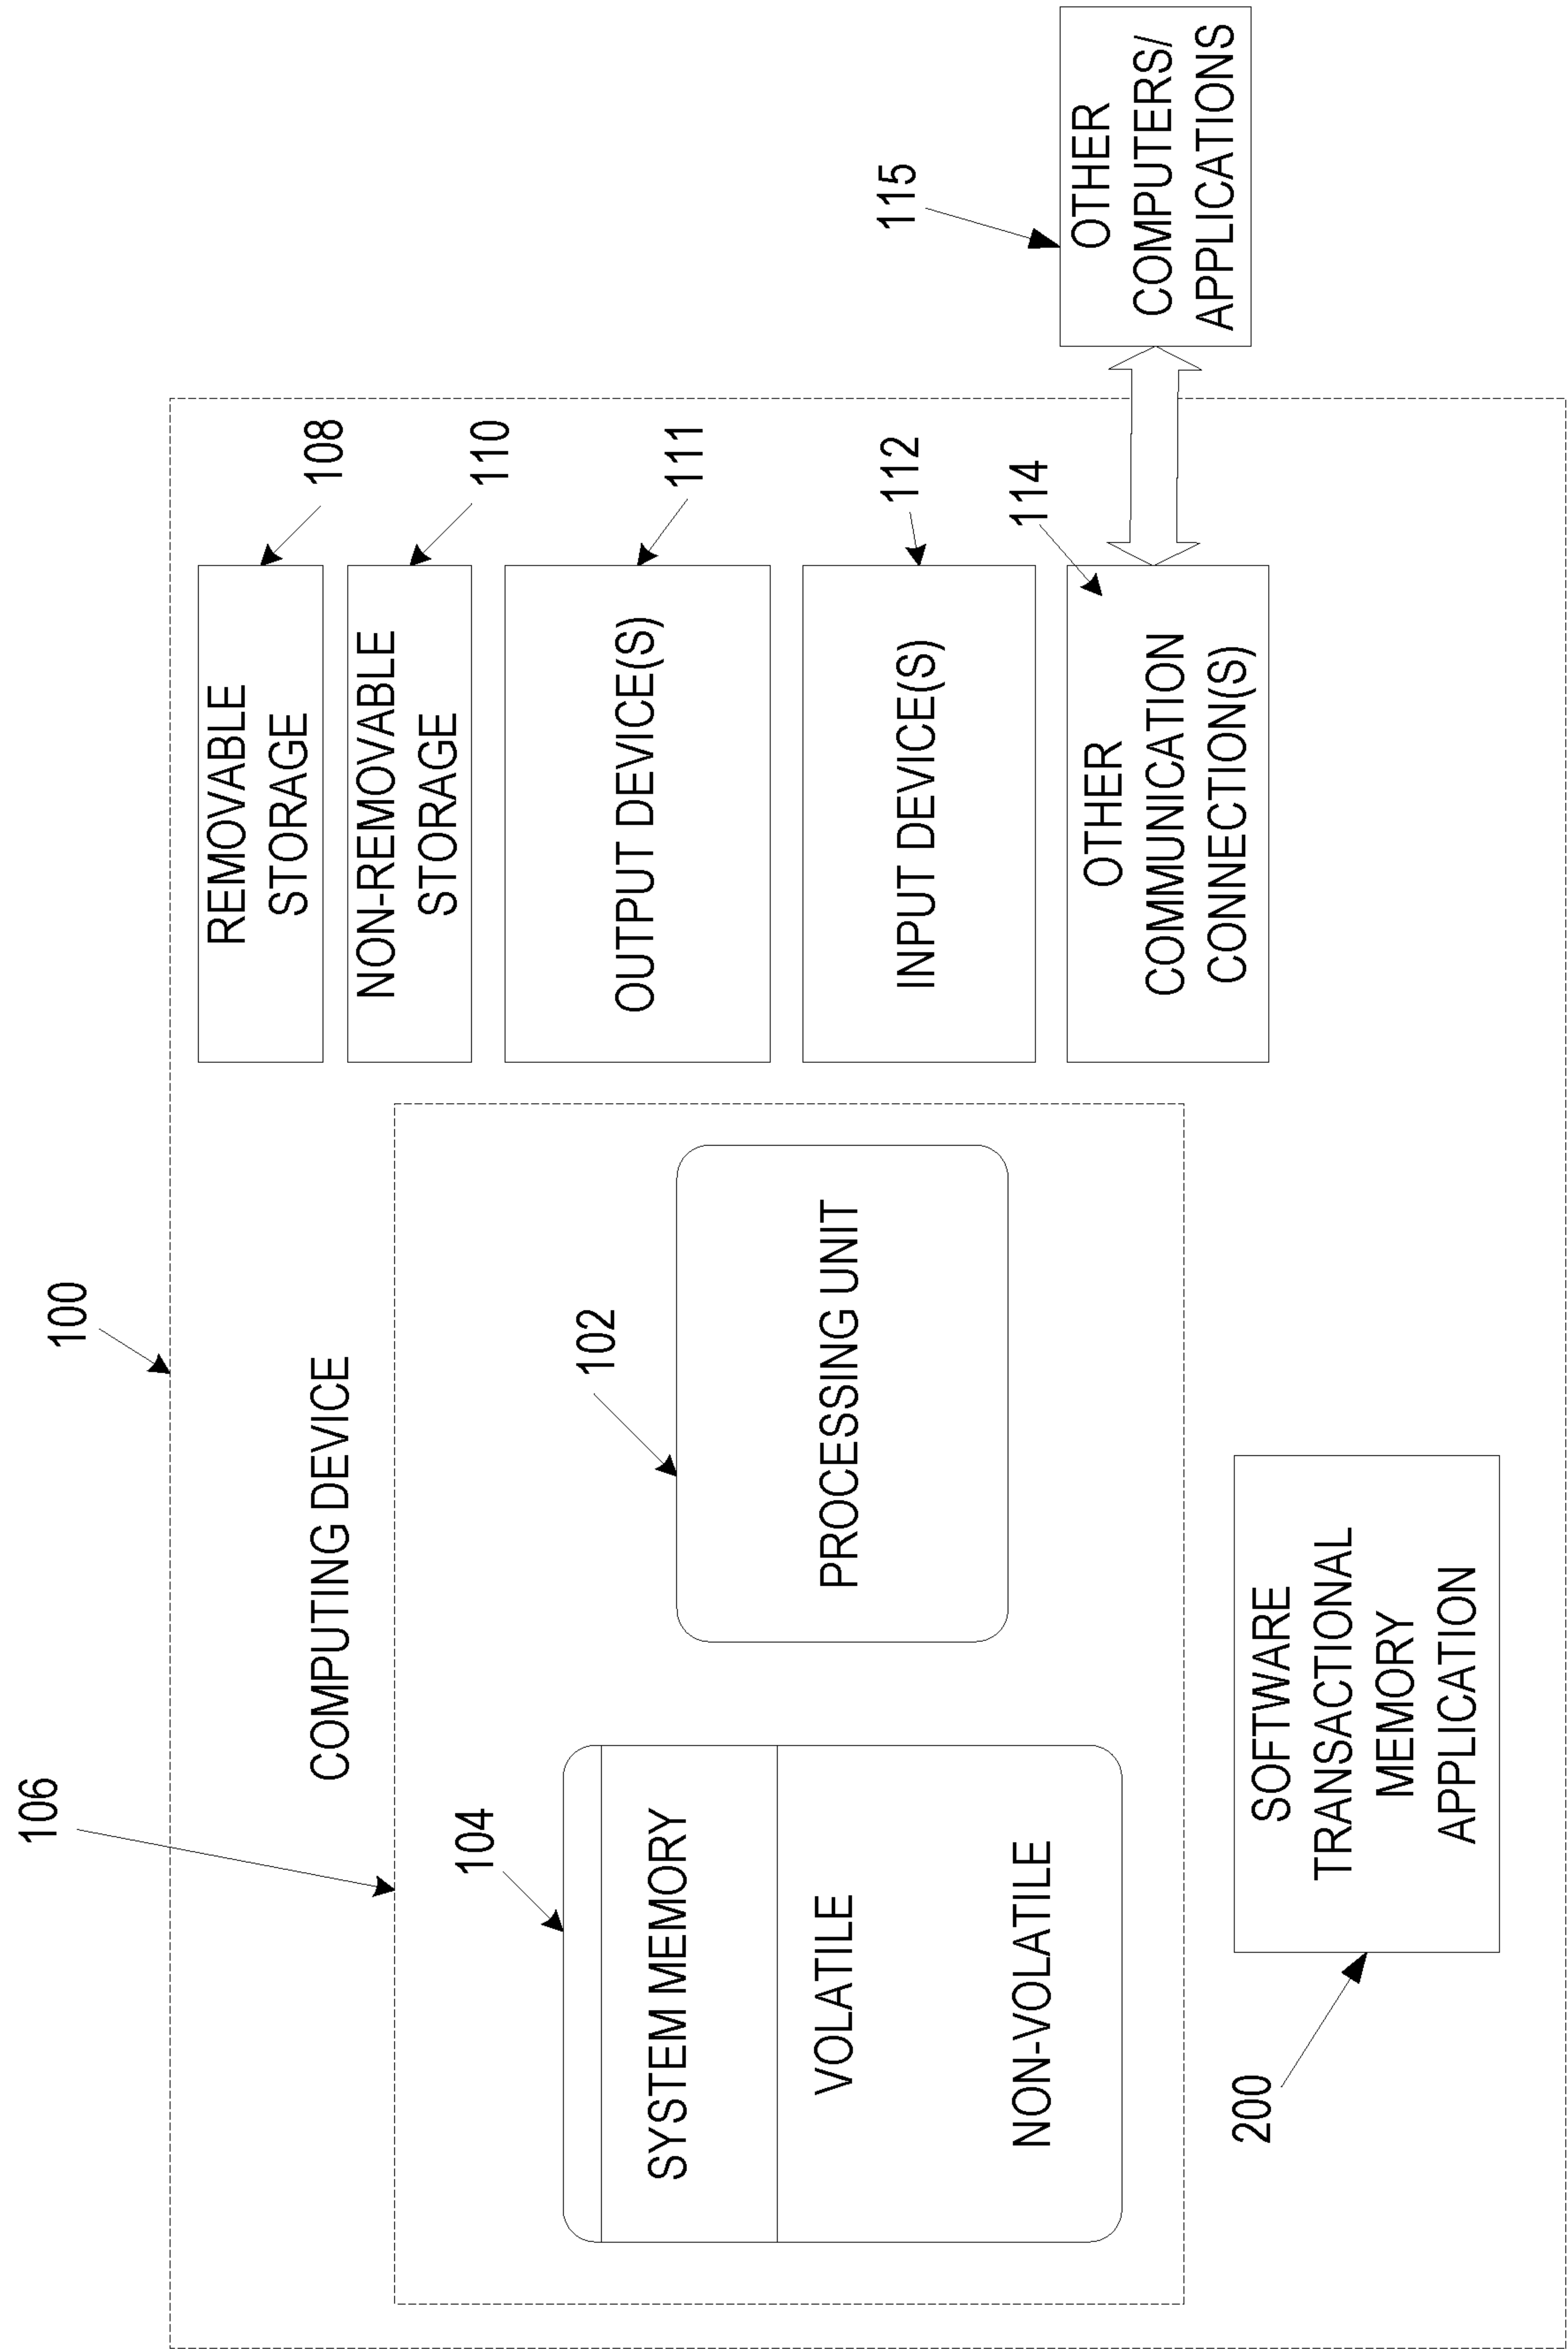 100
106
COMPUTING DEVICE
104
SYSTEM MEMORY
VOLATILE
NON-VOLATILE
102
PROCESSING UNIT
REMOVABLE
STORAGE
108
NON-REMOVABLE
STORAGE
110
OUTPUT DEVICE(S)
111
INPUT DEVICE(S)
112
OTHER
COMMUNICATION
CONNECTION(S)
114
115
OTHER
COMPUTERS/
APPLICATIONS
200
SOFTWARE
TRANSACTIONAL
MEMORY
APPLICATION